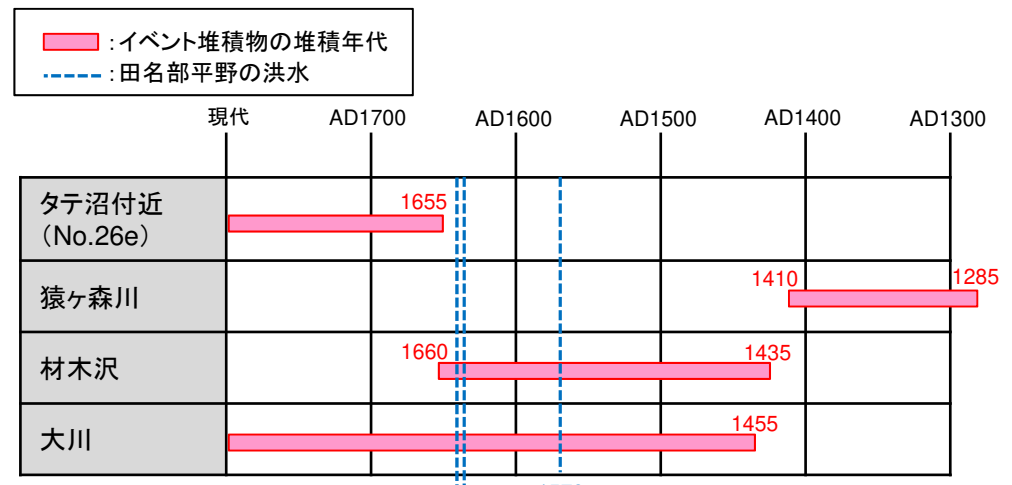 :イベント堆積物の堆積年代
:田名部平野の洪水
現代 AD1700 AD1600 AD1500 AD1400 AD1300
タテ沼付近
(No.26e)
1655
猿ヶ森川
1410 1285
材木沢
1660 1435
大川
1455